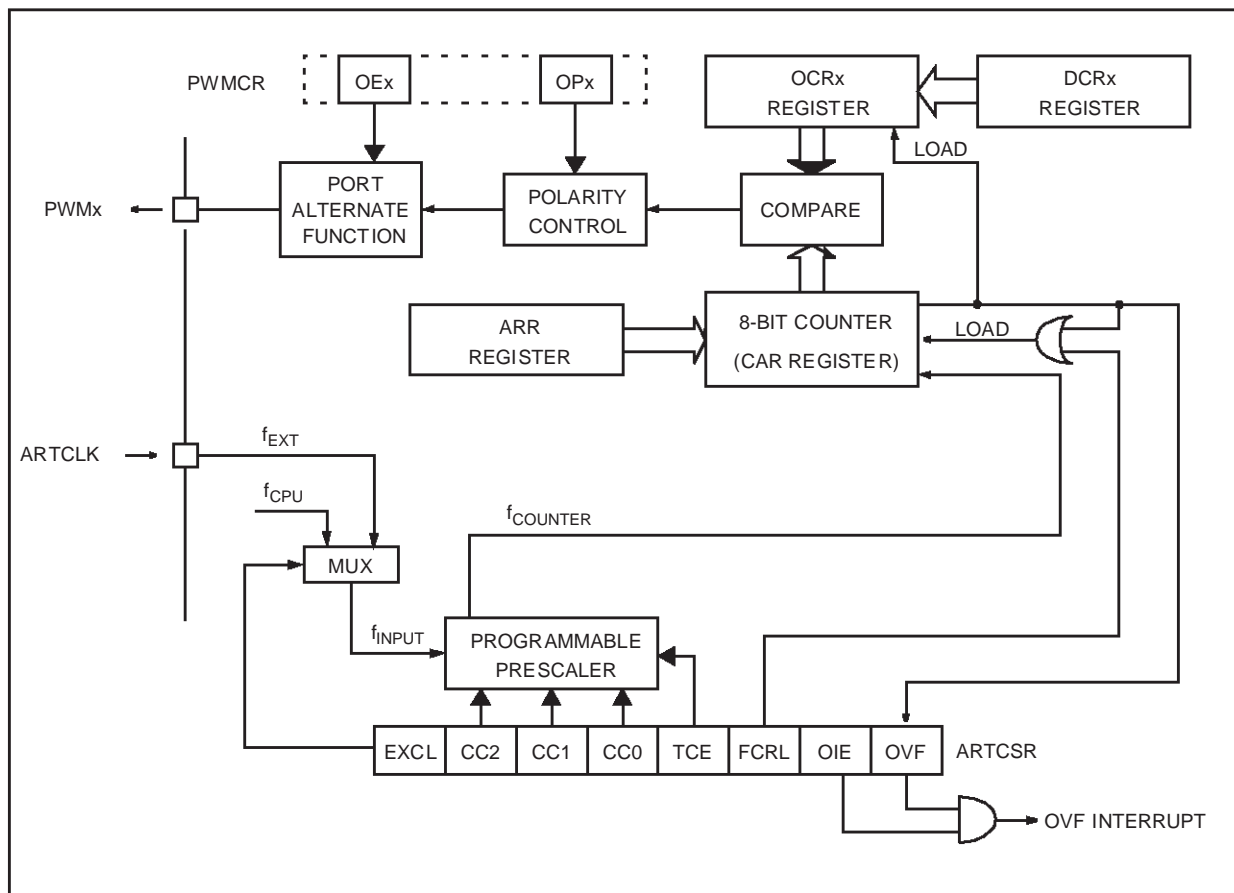 PWMCR
OEx
OPx
OCRx
REGISTER
DCRx
REGISTER
LOAD
PWMx
PORT
ALTERNATE
FUNCTION
POLARITY
CONTROL
COMPARE
ARR
REGISTER
8-BIT COUNTER
(CAR REGISTER)
LOAD
ARTCLK
fEXT
fCPU
fCOUNTER
MUX
fINPUT
PROGRAMMABLE
PRESCALER
EXCL CC2 CC1 CC0 TCE FCRL OIE OVF ARTCSR
OVF INTERRUPT